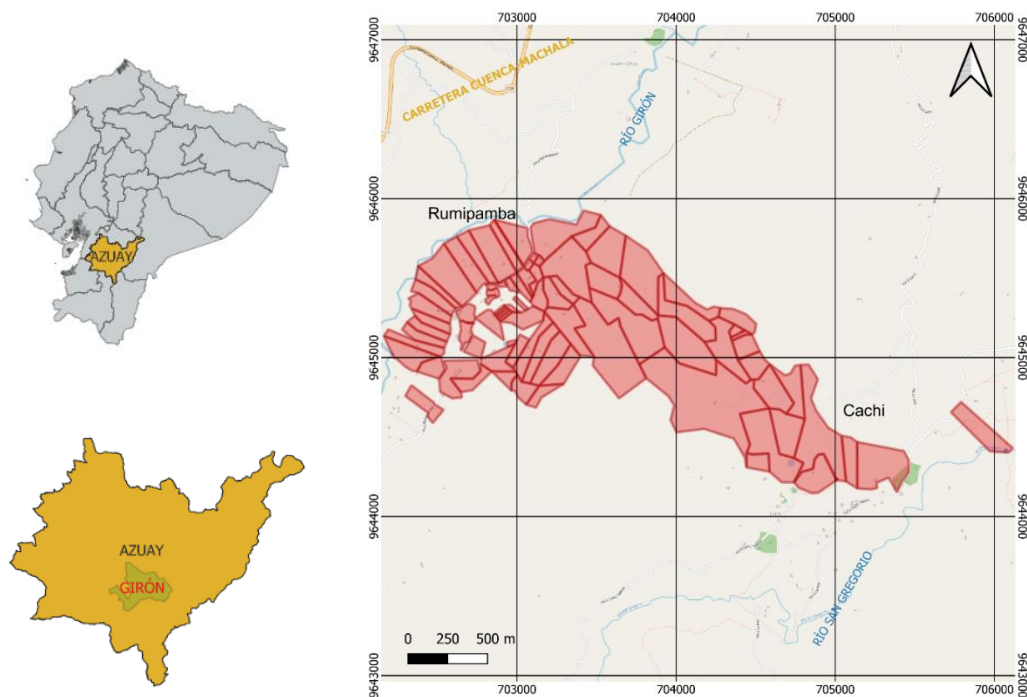 AZUAY
AZUAY
GIRÓN
703000
704000
705000
706000
9647000
9647000
CARRETERA CUENCA-MACHALA
RÍO GIRÓN
9646000
9646000
Rumipamba
9645000
9645000
Cachi
9644000
9644000
RÍO SAN GREGORIO
0 250 500 m
9643000
9643000
703000
704000
705000
706000